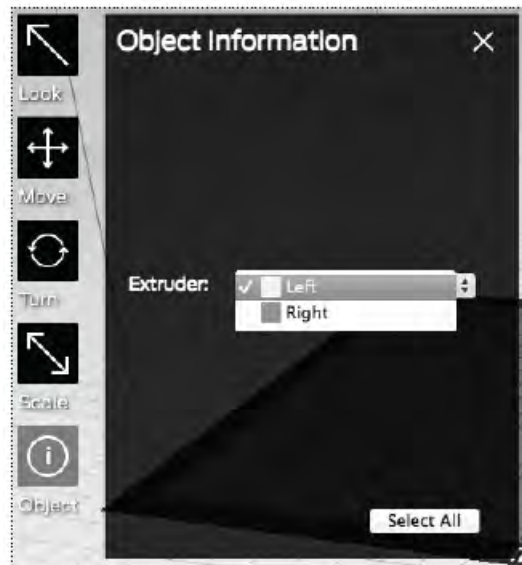 Object Information
Look
Move
Turn
Scale
Object
Extruder:
Left
Right
Select All